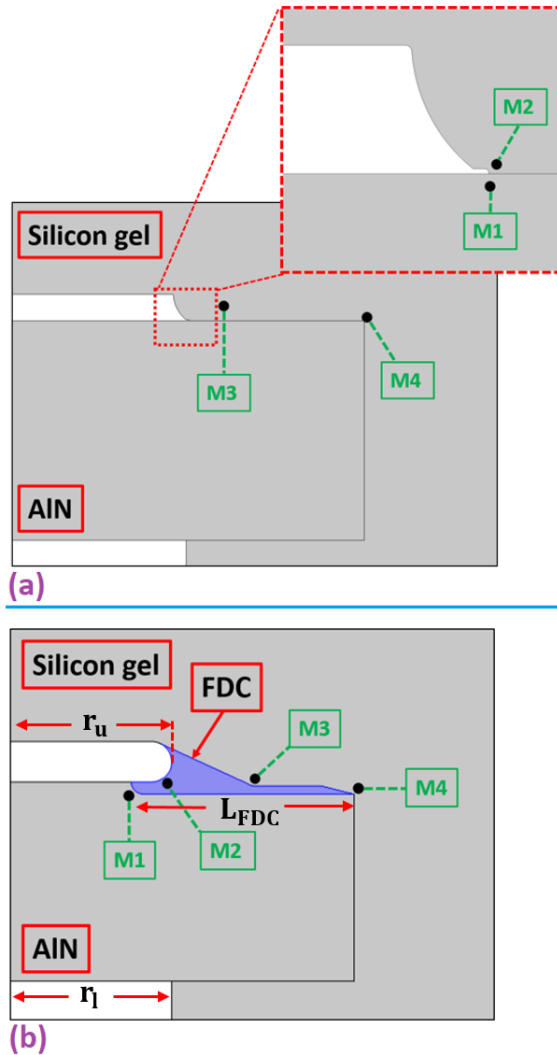 M2
M1
Silicon gel
M3
M4
AlN
(a)
Silicon gel
FDC
r_u
M3
M4
L_FDC
M1
M2
AlN
r_l
(b)